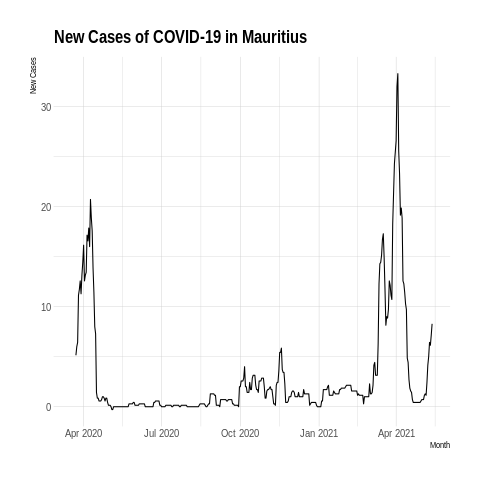 New Cases of COVID-19 in Mauritius
New Cases
30
20
10
0
Apr 2020 Jul 2020 Oct 2020 Jan 2021 Apr 2021
Month